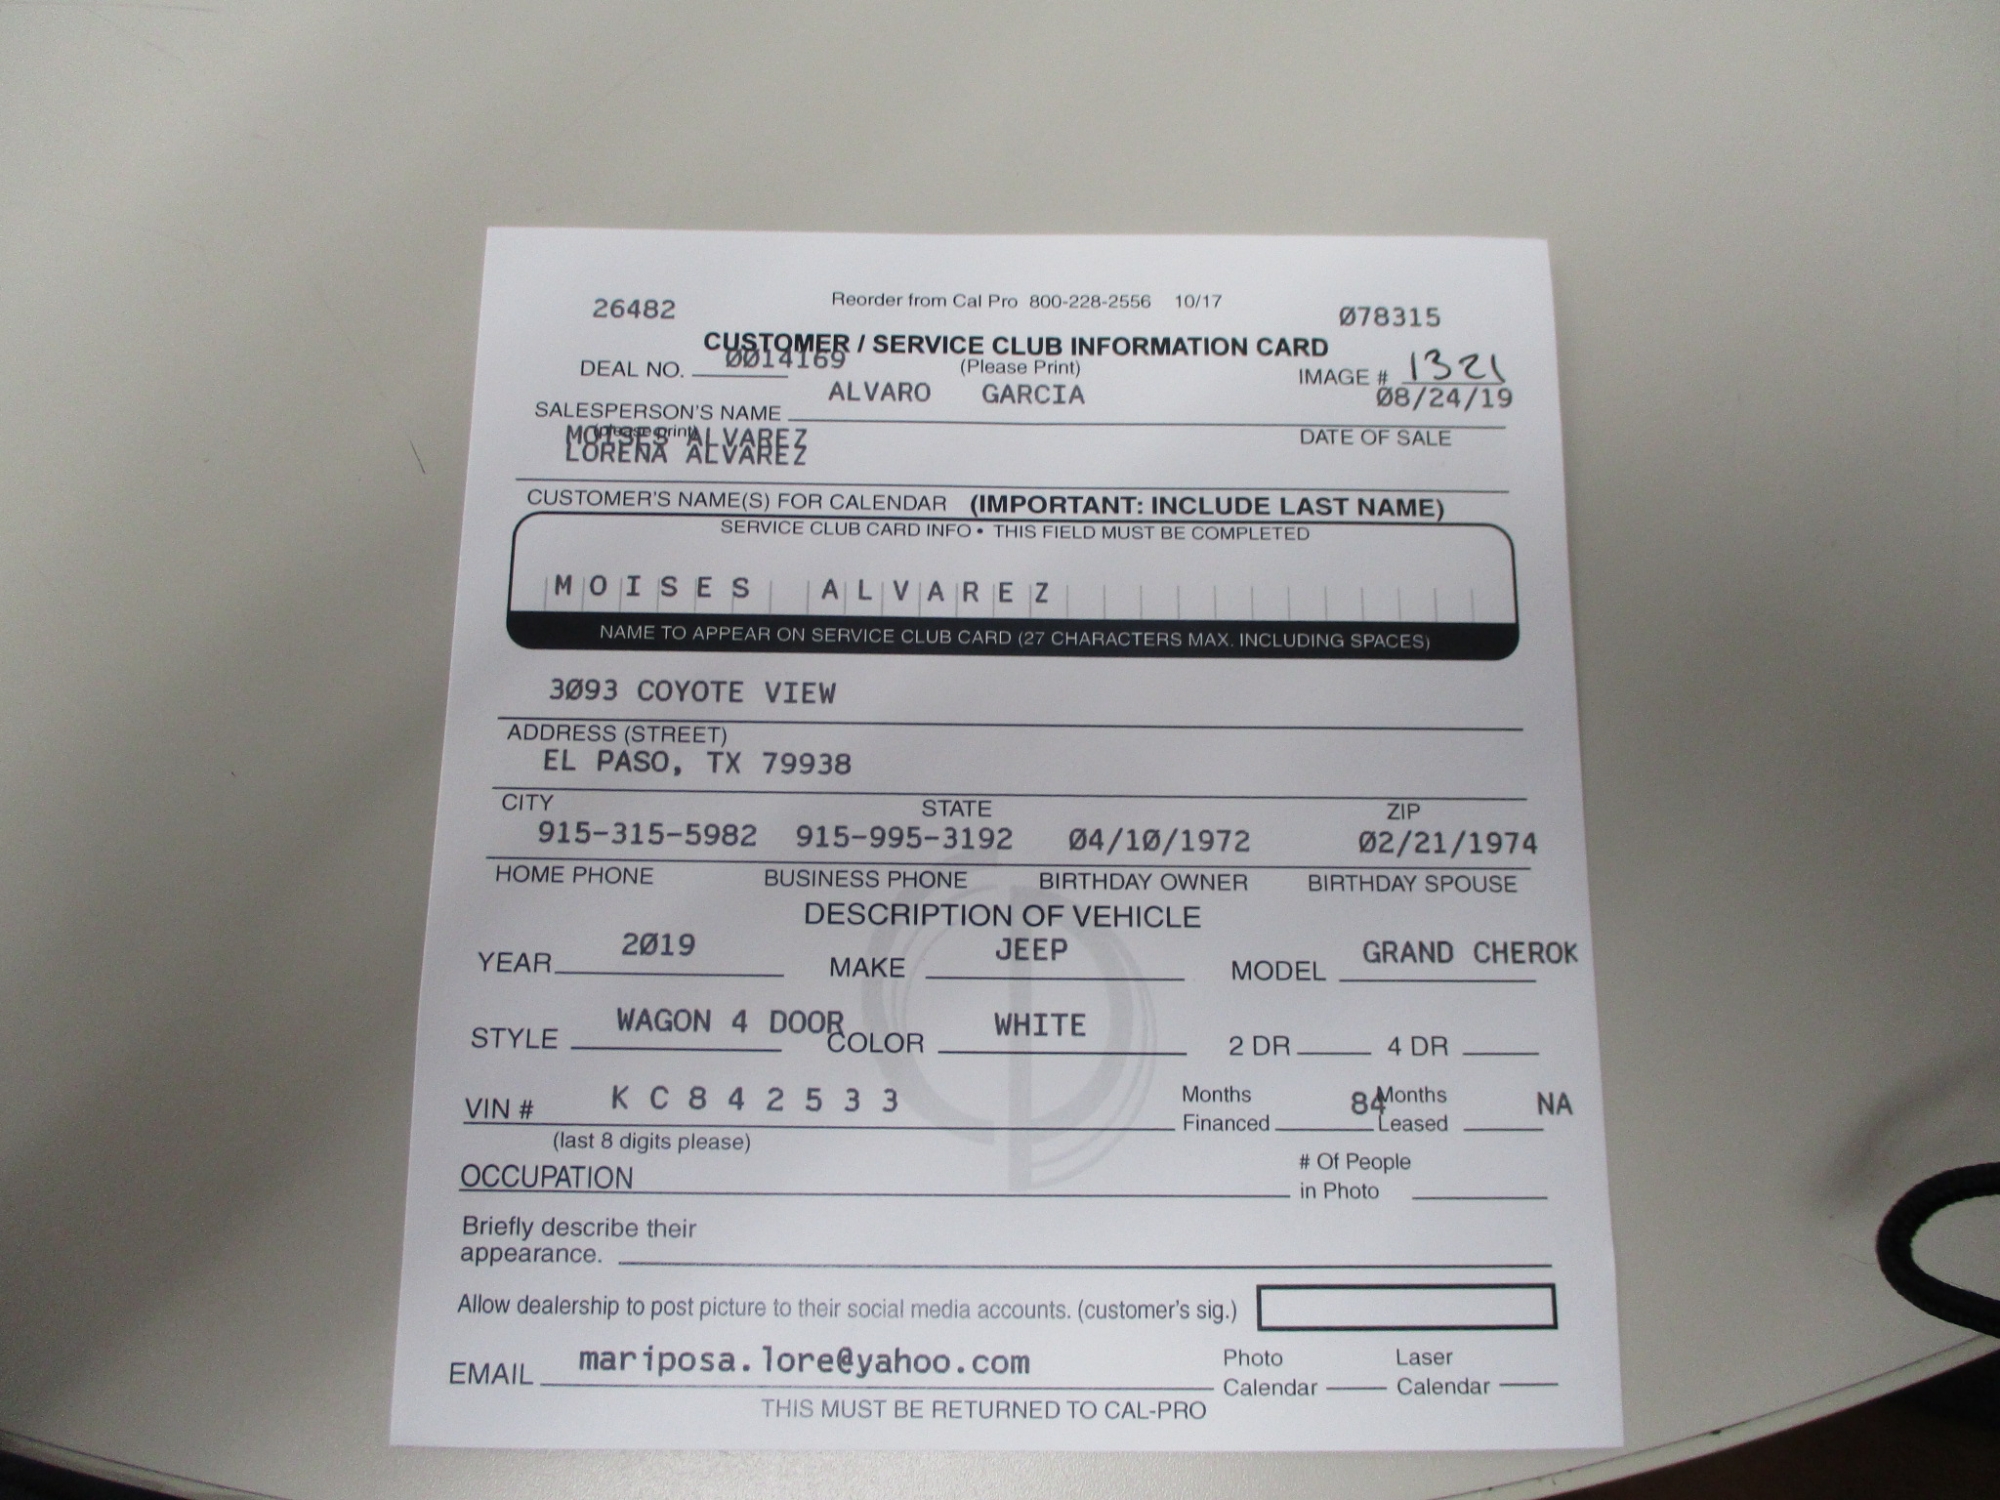 26482 Reorder from Cal Pro 800-228-2556 10/17 Ø78315
CUSTOMER / SERVICE CLUB INFORMATION CARD
DEAL NO. ØØ14169 (Please Print) IMAGE # 1321
SALESPERSON'S NAME ALVARO GARCIA Ø8/24/19
(please print) DATE OF SALE
MOISES ALVAREZ
LORENA ALVAREZ
CUSTOMER'S NAME(S) FOR CALENDAR (IMPORTANT: INCLUDE LAST NAME)
SERVICE CLUB CARD INFO • THIS FIELD MUST BE COMPLETED
MOISES ALVAREZ
NAME TO APPEAR ON SERVICE CLUB CARD (27 CHARACTERS MAX. INCLUDING SPACES)
3Ø93 COYOTE VIEW
ADDRESS (STREET)
EL PASO, TX 79938
CITY STATE ZIP
915-315-5982 915-995-3192 Ø4/1Ø/1972 Ø2/21/1974
HOME PHONE BUSINESS PHONE BIRTHDAY OWNER BIRTHDAY SPOUSE
DESCRIPTION OF VEHICLE
YEAR 2Ø19 MAKE JEEP MODEL GRAND CHEROK
STYLE WAGON 4 DOOR COLOR WHITE 2 DR 4 DR
VIN # K C 8 4 2 5 3 3 Months Financed 84 Months Leased NA
(last 8 digits please)
OCCUPATION # Of People in Photo
Briefly describe their
appearance.
Allow dealership to post picture to their social media accounts. (customer's sig.)
EMAIL mariposa.lore@yahoo.com Photo Calendar Laser Calendar
THIS MUST BE RETURNED TO CAL-PRO